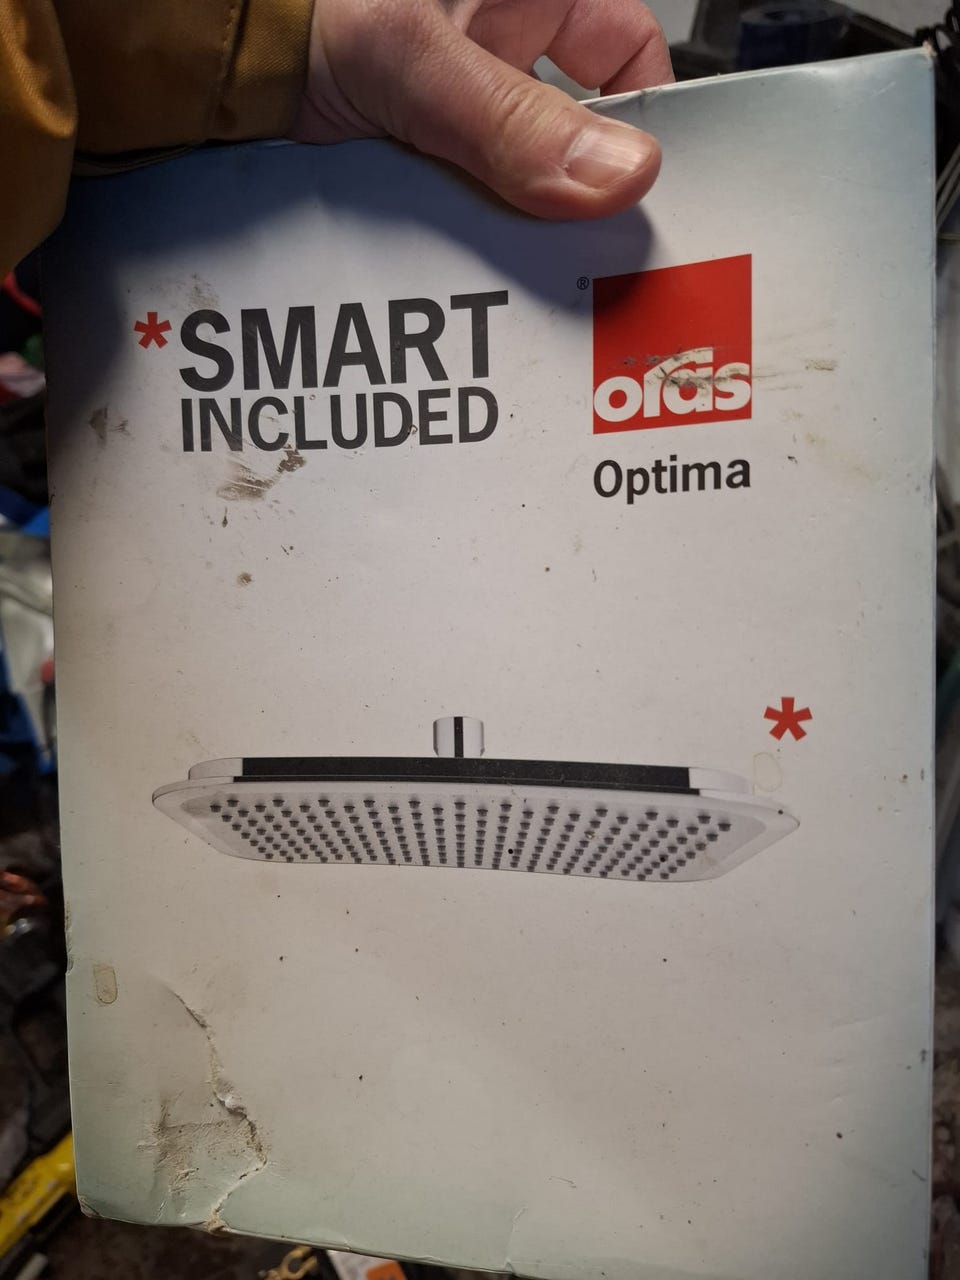 *SMART
INCLUDED
®
oras
Optima
*